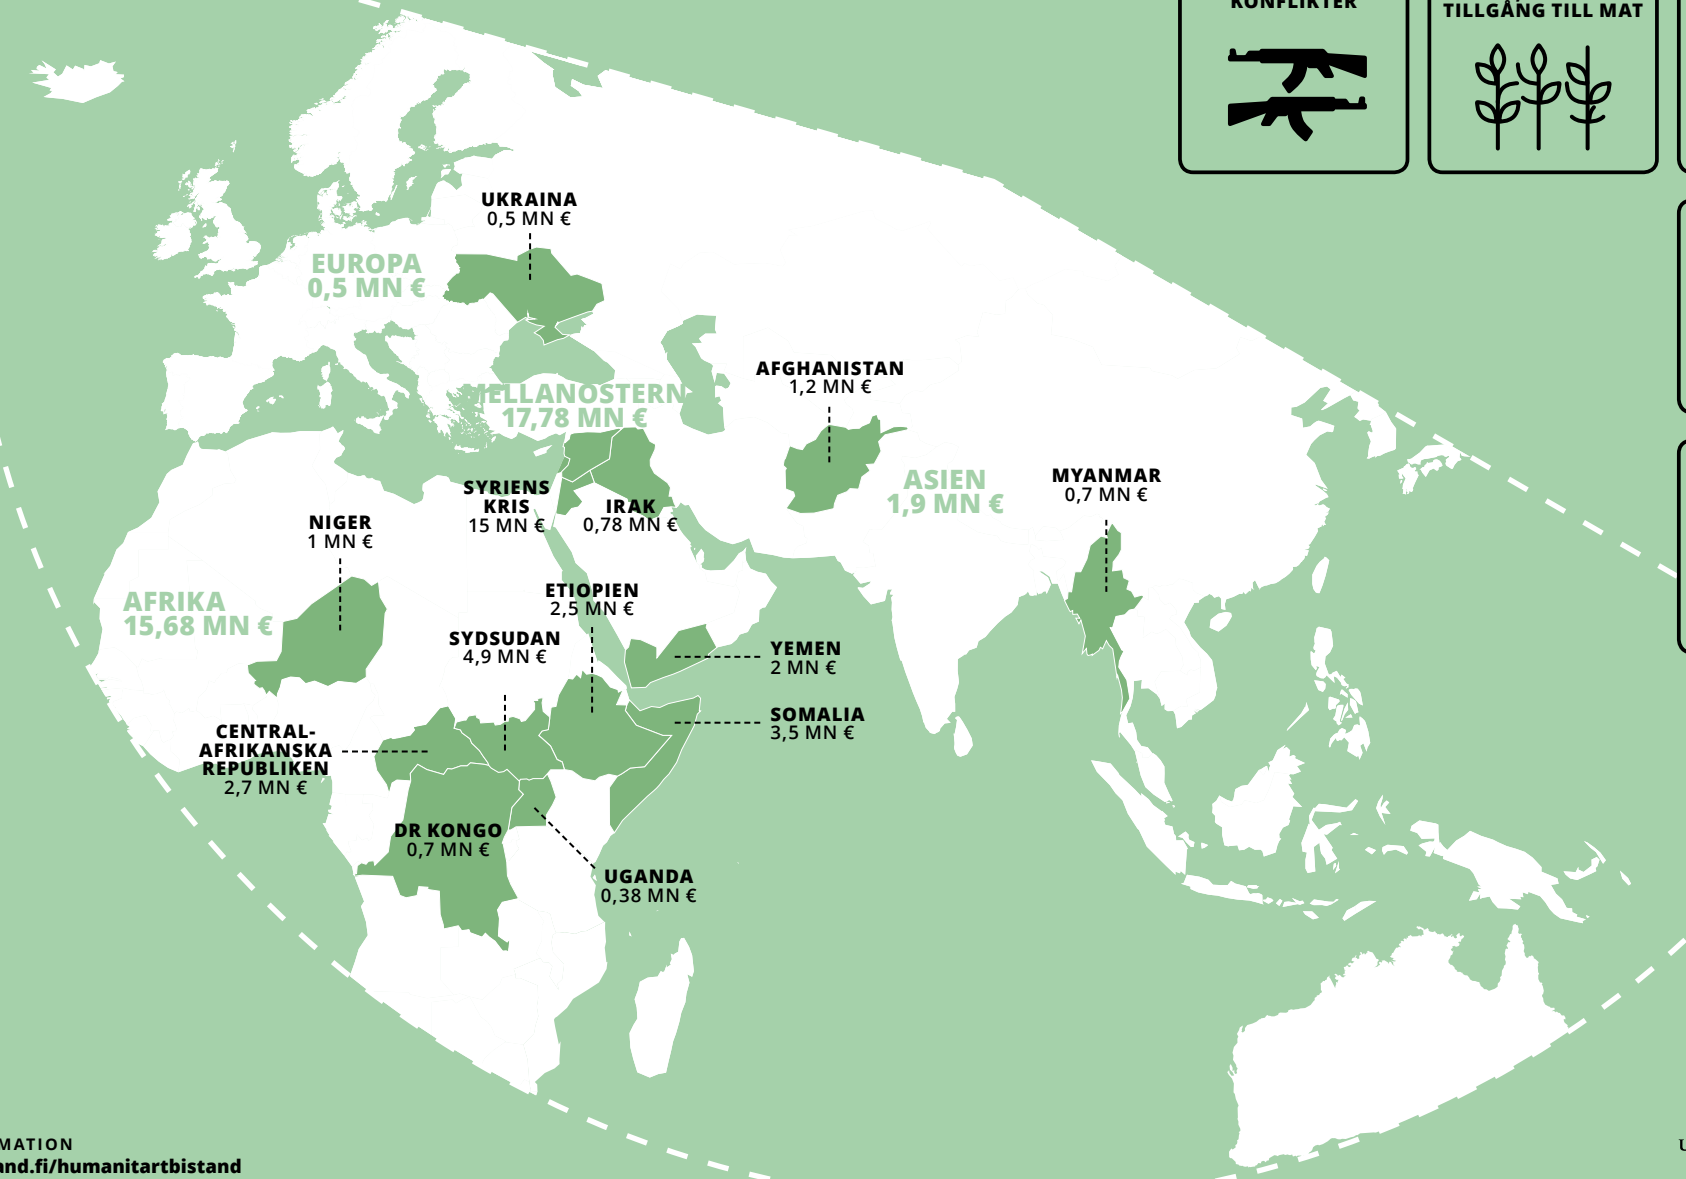 KONFLIKTER
TILLGÅNG TILL MAT
UKRAINA
0,5 MN €
EUROPA
0,5 MN €
AFGHANISTAN
1,2 MN €
MELLANÖSTERN
17,78 MN €
ASIEN
1,9 MN €
MYANMAR
0,7 MN €
SYRIENS
KRIS
15 MN €
IRAK
0,78 MN €
NIGER
1 MN €
AFRIKA
15,68 MN €
ETIOPIEN
2,5 MN €
SYDSUDAN
4,9 MN €
YEMEN
2 MN €
SOMALIA
3,5 MN €
CENTRAL-
AFRIKANSKA
REPUBLIKEN
2,7 MN €
DR KONGO
0,7 MN €
UGANDA
0,38 MN €
MATION
and.fi/humanitartbistand